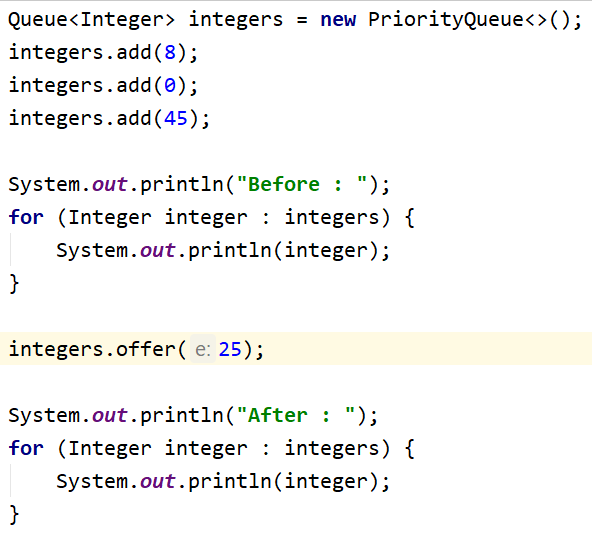 Queue<Integer> integers = new PriorityQueue<>();
integers.add(8);
integers.add(0);
integers.add(45);
System.out.println("Before : ");
for (Integer integer : integers) {
    System.out.println(integer);
}
integers.offer( e: 25);
System.out.println("After : ");
for (Integer integer : integers) {
    System.out.println(integer);
}